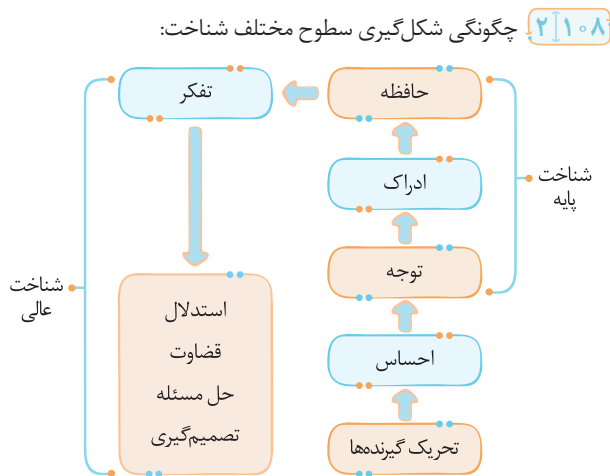 ۲ ۱۰۸ چگونگی شکل‌گیری سطوح مختلف شناخت:
حافظه
تفکر
ادراک
شناخت
پایه
توجه
شناخت
عالی
استدلال
قضاوت
حل مسئله
تصمیم‌گیری
احساس
تحریک گیرنده‌ها